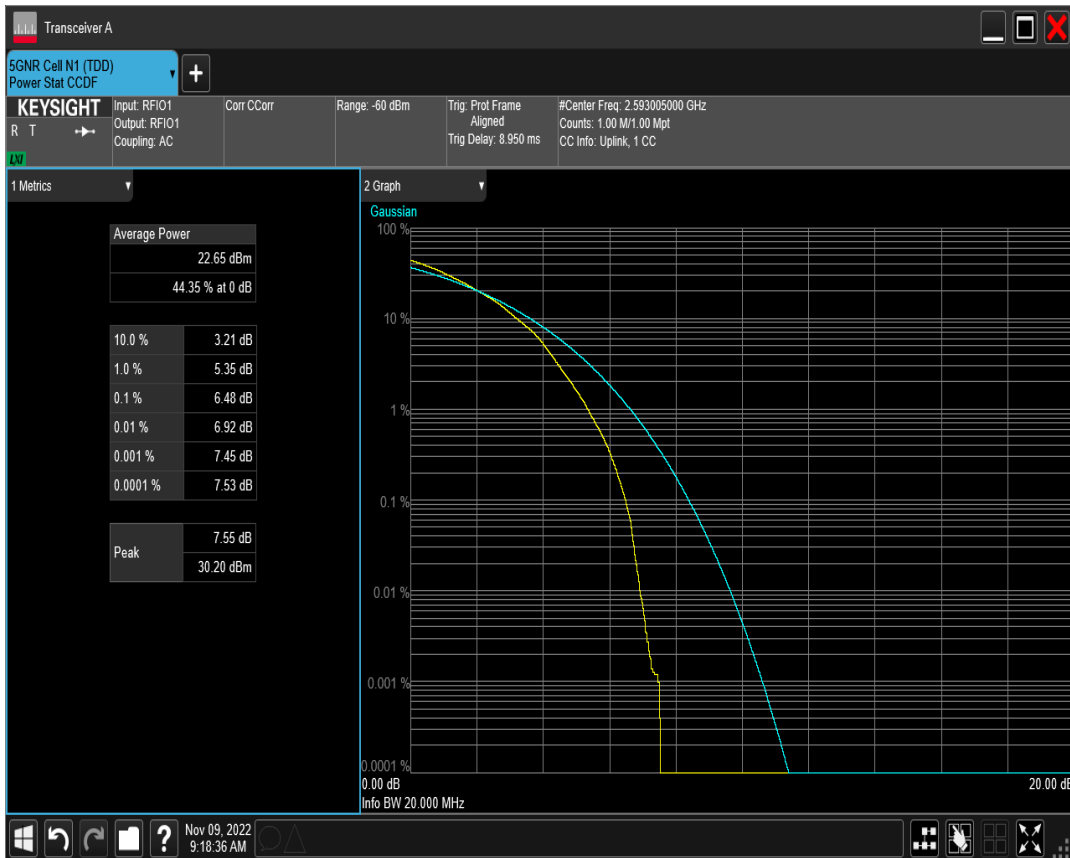 Transceiver A
5GNR Cell N1 (TDD)
Power Stat CCDF
+
KEYSIGHT
R T
LXI
Input: RFIO1
Output: RFIO1
Coupling: AC
Corr CCorr
Range: -60 dBm
Trig: Prot Frame
Aligned
Trig Delay: 8.950 ms
#Center Freq: 2.593005000 GHz
Counts: 1.00 M/1.00 Mpt
CC Info: Uplink, 1 CC
1 Metrics
Average Power
22.65 dBm
44.35 % at 0 dB
10.0 % 3.21 dB
1.0 % 5.35 dB
0.1 % 6.48 dB
0.01 % 6.92 dB
0.001 % 7.45 dB
0.0001 % 7.53 dB
Peak
7.55 dB
30.20 dBm
2 Graph
Gaussian
100 %
10 %
1 %
0.1 %
0.01 %
0.001 %
0.0001 %
0.00 dB
20.00 dB
Info BW 20.000 MHz
?
Nov 09, 2022
9:18:36 AM